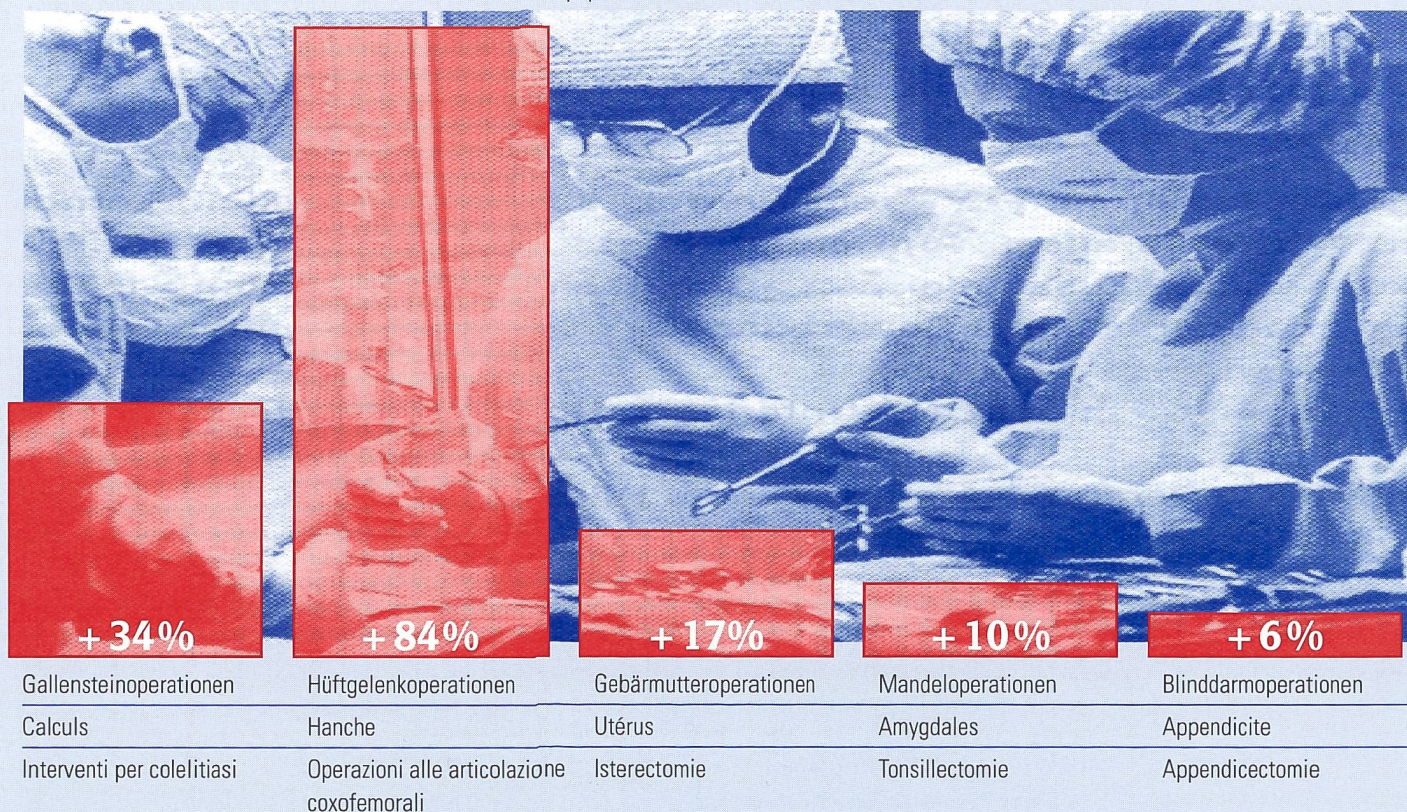 +34%
+84%
+17%
+10%
+6%
Gallensteinoperationen
Hüftgelenkoperationen
Gebärmutteroperationen
Mandeloperationen
Blinddarmoperationen
Calculs
Hanche
Utérus
Amygdales
Appendicite
Interventi per colelitiasi
Operazioni alle articolazione
coxofemorali
Isterectomie
Tonsillectomie
Appendicectomie